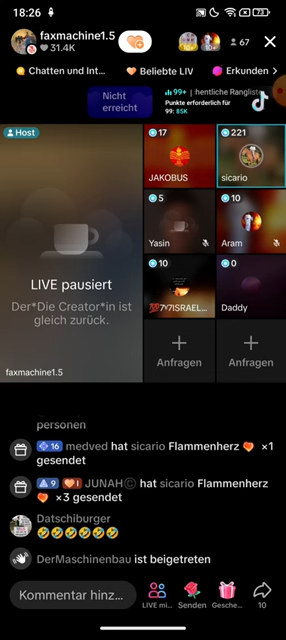 18:26
73
faxmachine1.5
31.4K
67
Chatten und Int...
Beliebte LIV
Erkunden
Nicht
erreicht
99+ | hentliche Ranglist
Punkte erforderlich für
99: 85K
Host
17
JAKOBUS
221
sicario
LIVE pausiert
Der*Die Creator*in ist
gleich zurück.
faxmachine1.5
5
Yasin
10
Aram
10
0
Daddy
Anfragen
Anfragen
personen
16 medved hat sicario Flammenherz ×1
gesendet
9 1 JUNAH© hat sicario Flammenherz
×3 gesendet
Datschiburger
DerMaschinenbau ist beigetreten
Kommentar hinz...
LIVE mi...
Senden
Gesche...
10